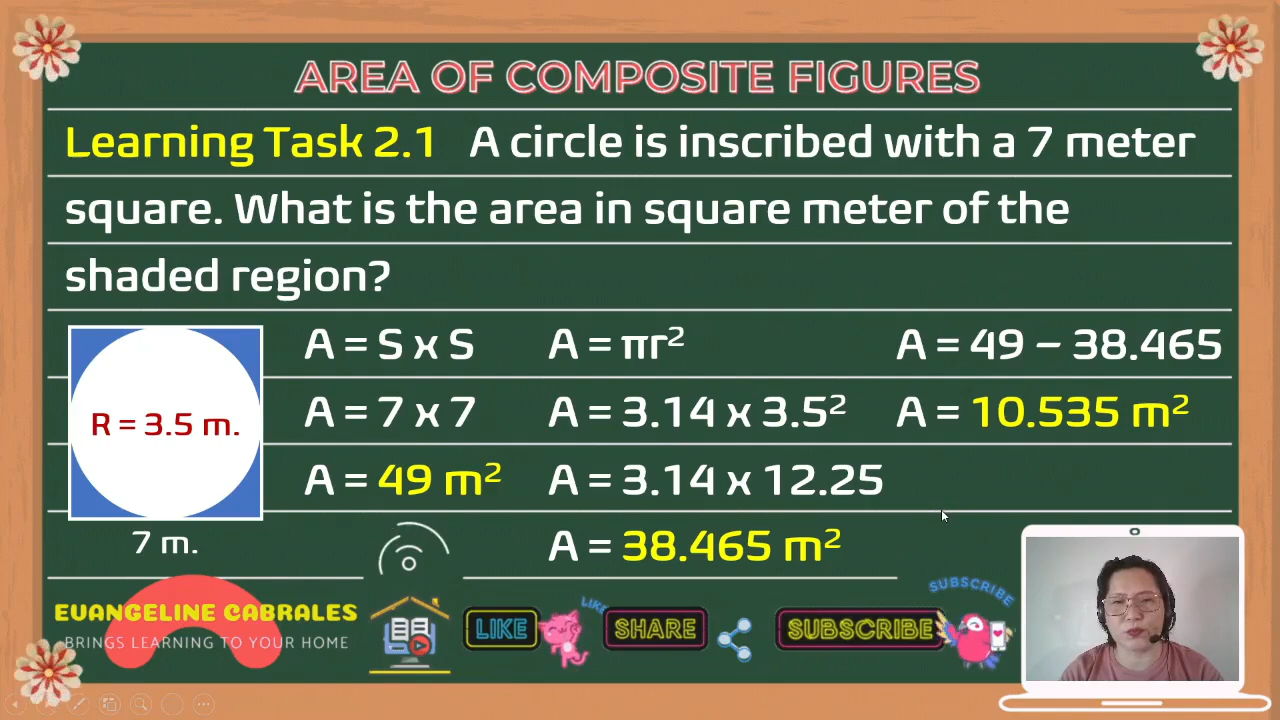 AREA OF COMPOSITE FIGURES
Learning Task 2.1 A circle is inscribed with a 7 meter
square. What is the area in square meter of the
shaded region?
R = 3.5 m.
7 m.
A = S x S
A = 7 x 7
A = 49 m²
A = πr²
A = 3.14 x 3.5²
A = 3.14 x 12.25
A = 38.465 m²
A = 49 – 38.465
A = 10.535 m²
EVANGELINE CABRALES
BRINGS LEARNING TO YOUR HOME
LIKE
LIKE
SHARE
SUBSCRIBE
SUBSCRIBE